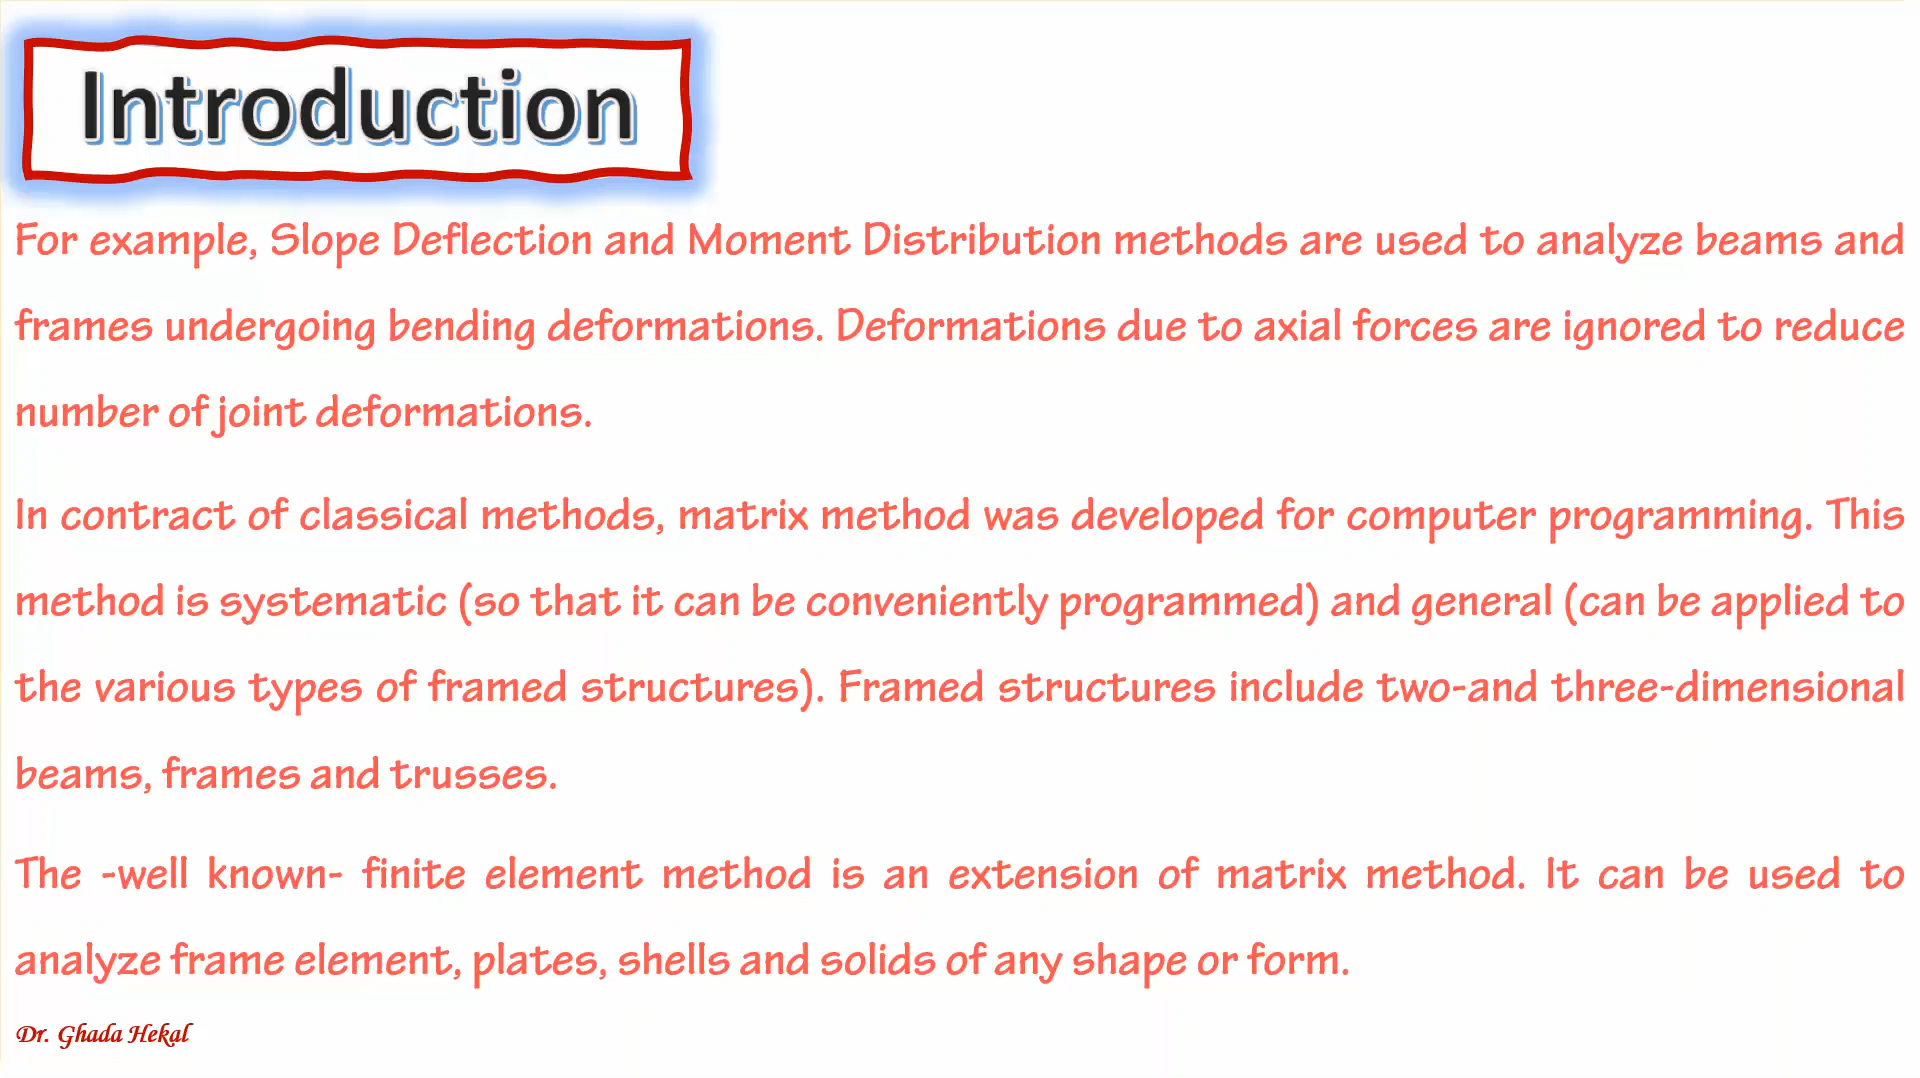 Introduction
For example, Slope Deflection and Moment Distribution methods are used to analyze beams and
frames undergoing bending deformations. Deformations due to axial forces are ignored to reduce
number of joint deformations.
In contract of classical methods, matrix method was developed for computer programming. This
method is systematic (so that it can be conveniently programmed) and general (can be applied to
the various types of framed structures). Framed structures include two-and three-dimensional
beams, frames and trusses.
The -well known- finite element method is an extension of matrix method. It can be used to
analyze frame element, plates, shells and solids of any shape or form.
Dr. Ghada Hekal